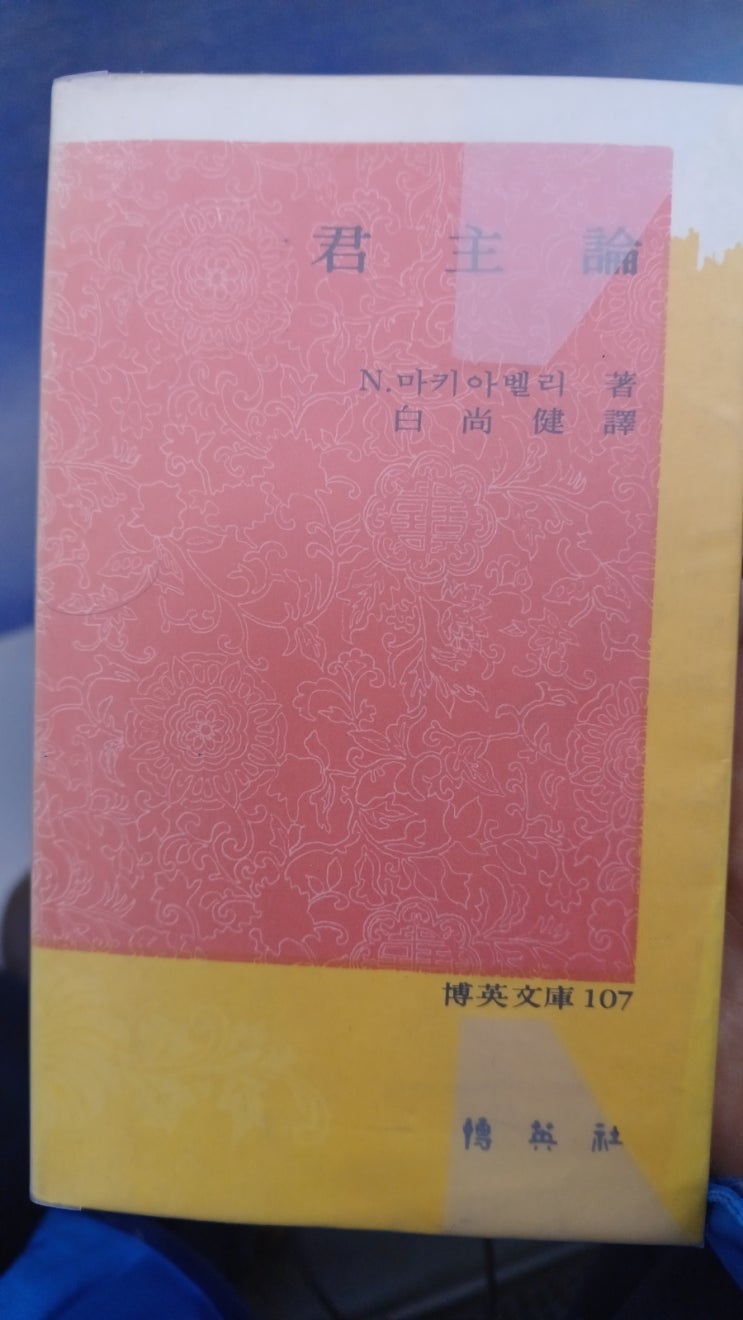 君主論
N.마키아벨리 著
白尚健 譯
博英文庫 107
博英社